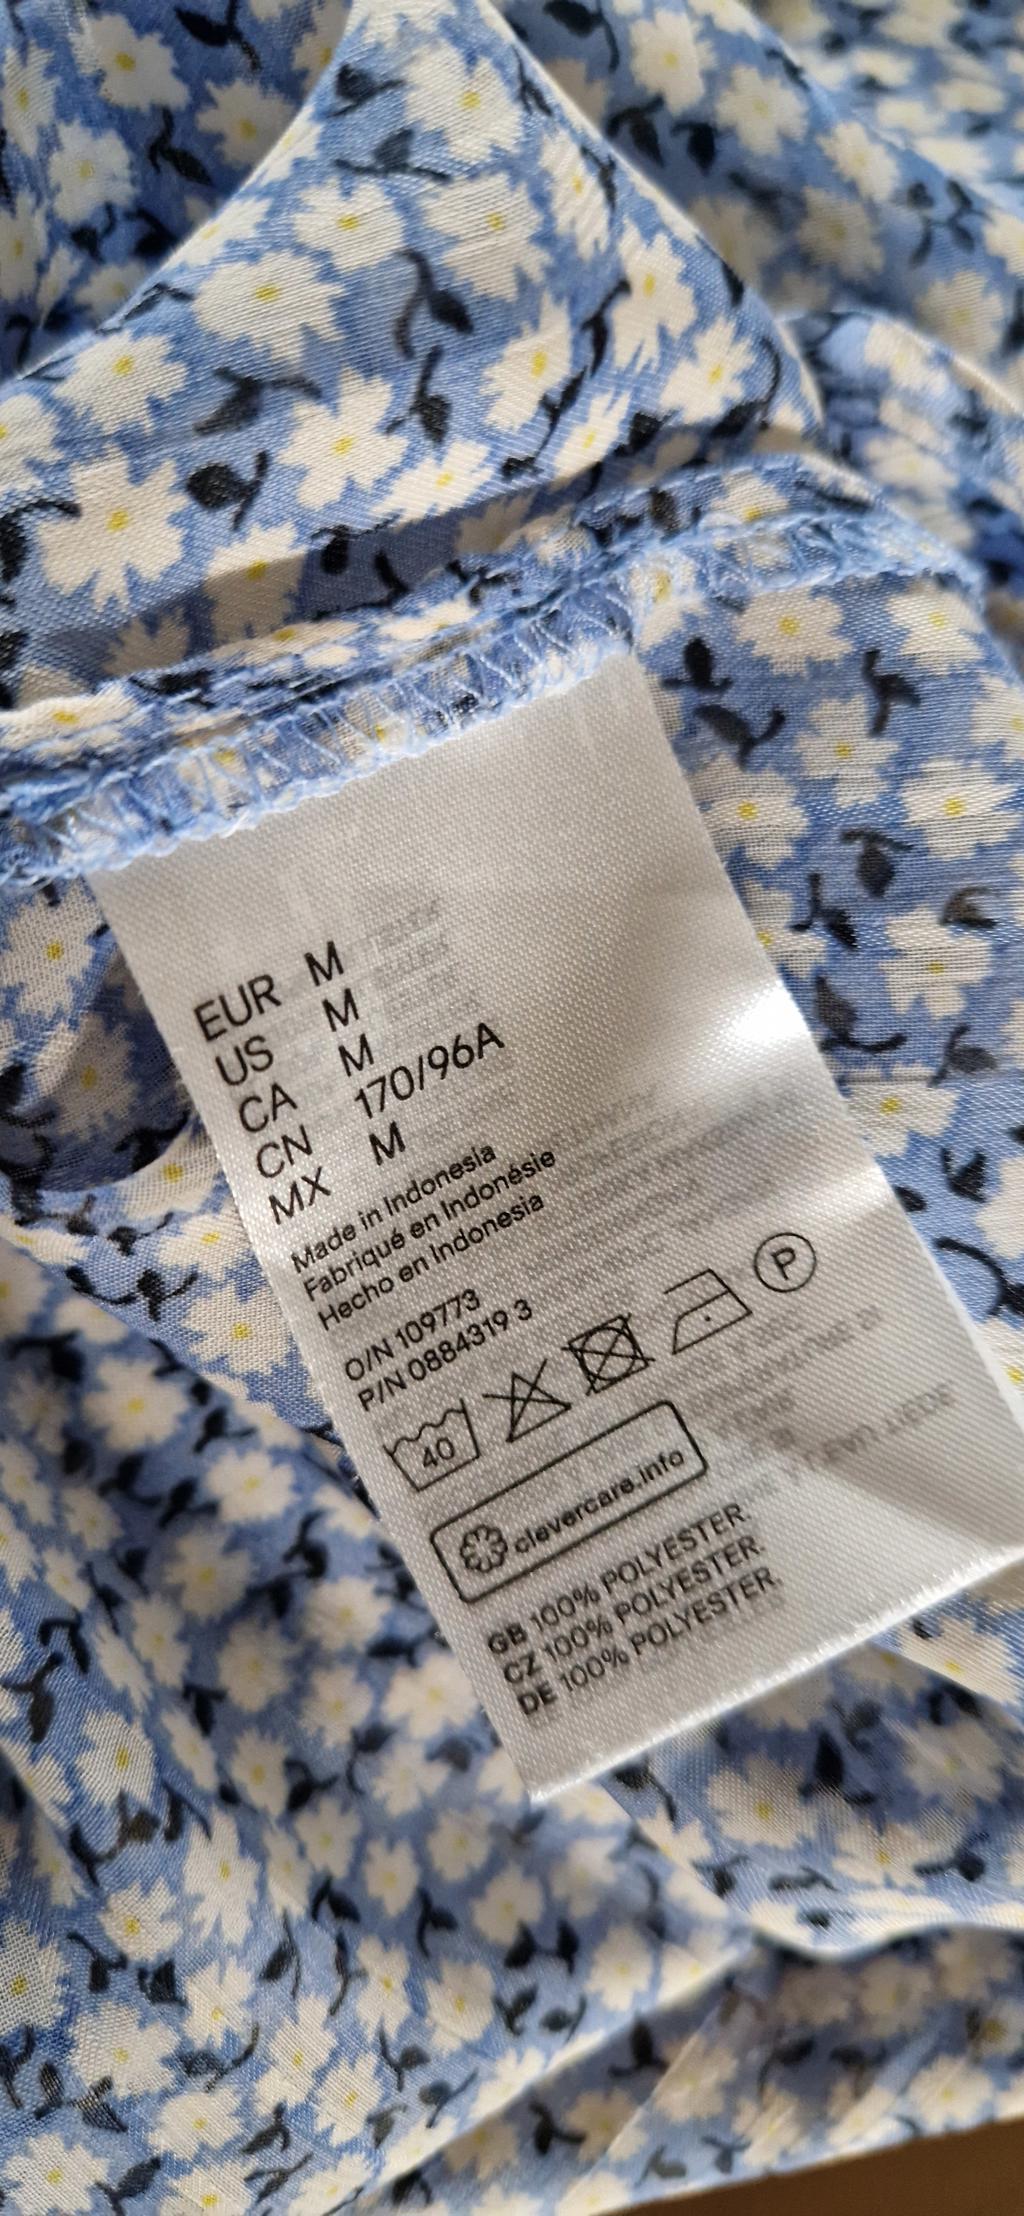 EUR M
US M
CA M
CN 170/96A
MX M
Made in Indonesia
Fabriqué en Indonésie
Hecho en Indonesia
O/N 109773
P/N 0884319 3
40 P
clevercare.info
GB 100% POLYESTER.
CZ 100% POLYESTER.
DE 100% POLYESTER.